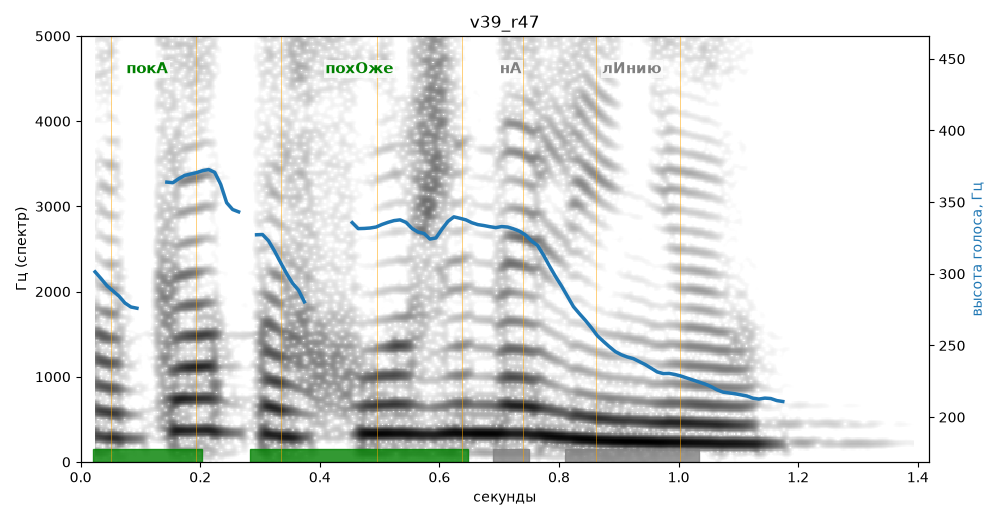 v39_r47
покА
похОже
нА
лИнию
5000
4000
3000
2000
1000
0
450
400
350
300
250
200
Гц (спектр)
высота голоса, Гц
0.0 0.2 0.4 0.6 0.8 1.0 1.2 1.4
секунды